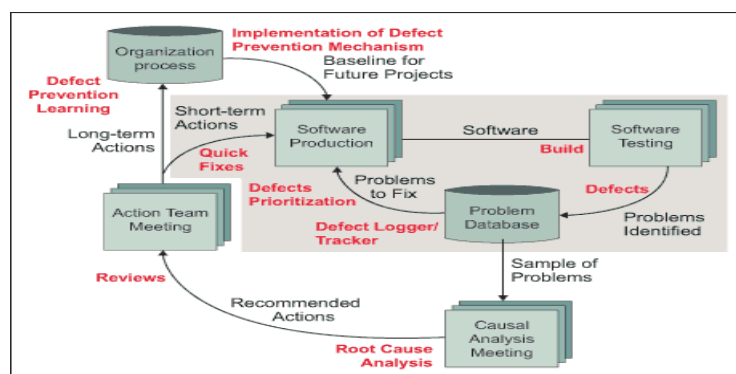 Organization
process
Implementation of Defect
Prevention Mechanism
Baseline for
Future Projects
Defect
Prevention
Learning
Long-term
Actions
Short-term
Actions
Quick
Fixes
Software
Production
Software
Build
Software
Testing
Defects
Prioritization
Problems
to Fix
Defects
Problems
Identified
Defect Logger/
Tracker
Problem
Database
Action Team
Meeting
Sample of
Problems
Reviews
Recommended
Actions
Root Cause
Analysis
Causal
Analysis
Meeting